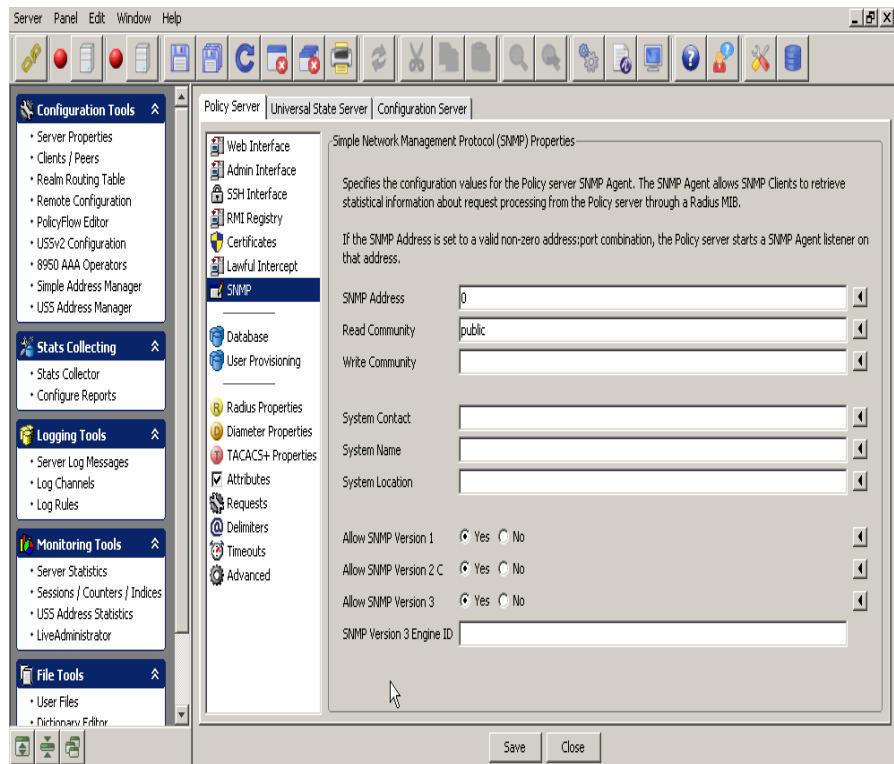 Server Panel Edit Window Help
Configuration Tools
Server Properties
Clients / Peers
Realm Routing Table
Remote Configuration
PolicyFlow Editor
USSv2 Configuration
8950 AAA Operators
Simple Address Manager
USS Address Manager
Stats Collecting
Stats Collector
Configure Reports
Logging Tools
Server Log Messages
Log Channels
Log Rules
Monitoring Tools
Server Statistics
Sessions / Counters / Indices
USS Address Statistics
LiveAdministrator
File Tools
User Files
Dictionary Editor
Policy Server Universal State Server Configuration Server
Web Interface
Admin Interface
SSH Interface
RMI Registry
Certificates
Lawful Intercept
SNMP
Database
User Provisioning
R Radius Properties
D Diameter Properties
T TACACS+ Properties
Attributes
Requests
@ Delimiters
Timeouts
Advanced
Simple Network Management Protocol (SNMP) Properties
Specifies the configuration values for the Policy server SNMP Agent. The SNMP Agent allows SNMP Clients to retrieve
statistical information about request processing from the Policy server through a Radius MIB.
If the SNMP Address is set to a valid non-zero address:port combination, the Policy server starts a SNMP Agent listener on
that address.
SNMP Address 0
Read Community public
Write Community
System Contact
System Name
System Location
Allow SNMP Version 1 Yes No
Allow SNMP Version 2 C Yes No
Allow SNMP Version 3 Yes No
SNMP Version 3 Engine ID
Save Close